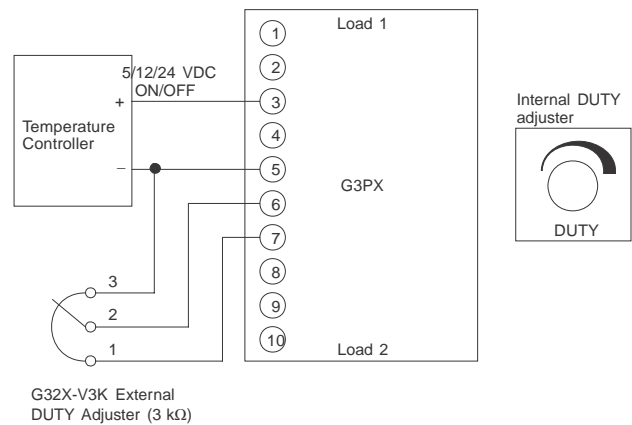 Load 1
5/12/24 VDC
ON/OFF
+
Temperature
Controller
−
1
2
3
4
5
6
7
8
9
10
G3PX
Load 2
Internal DUTY
adjuster
DUTY
3
2
1
G32X-V3K External
DUTY Adjuster (3 kΩ)